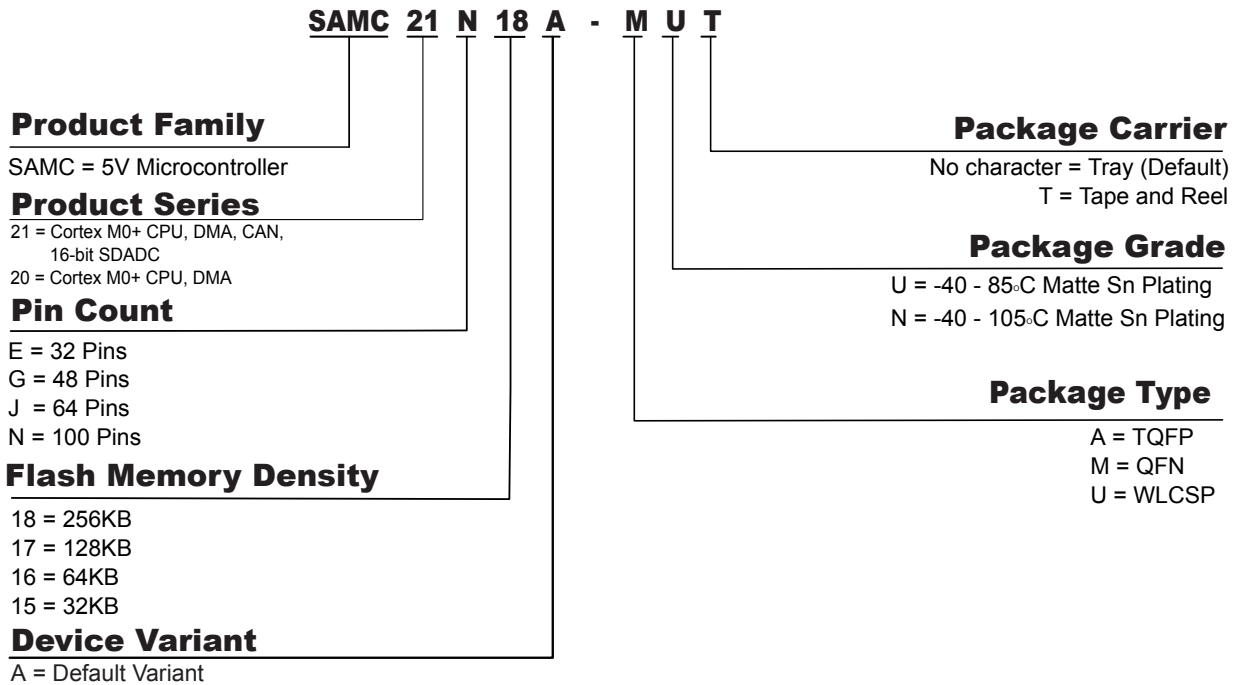 SAMC 21 N 18 A - M U T
Product Family
SAMC = 5V Microcontroller
Product Series
21 = Cortex M0+ CPU, DMA, CAN,
16-bit SDADC
20 = Cortex M0+ CPU, DMA
Pin Count
E = 32 Pins
G = 48 Pins
J = 64 Pins
N = 100 Pins
Flash Memory Density
18 = 256KB
17 = 128KB
16 = 64KB
15 = 32KB
Device Variant
A = Default Variant
Package Carrier
No character = Tray (Default)
T = Tape and Reel
Package Grade
U = -40 - 85°C Matte Sn Plating
N = -40 - 105°C Matte Sn Plating
Package Type
A = TQFP
M = QFN
U = WLCSP